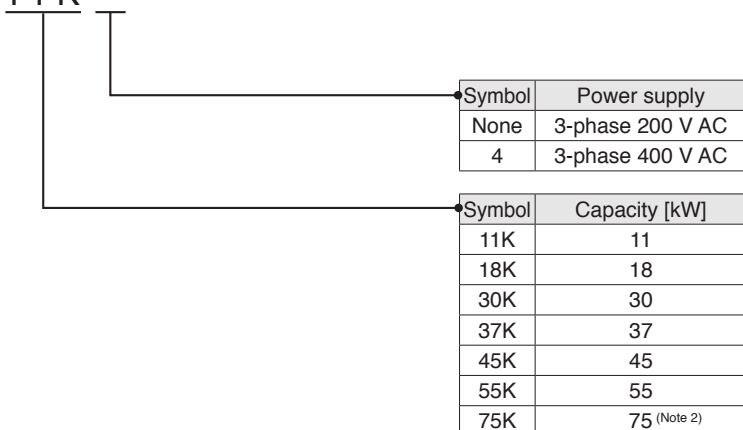 Symbol Power supply
None 3-phase 200 V AC
4 3-phase 400 V AC
Symbol Capacity [kW]
11K 11
18K 18
30K 30
37K 37
45K 45
55K 55
75K 75 (Note 2)